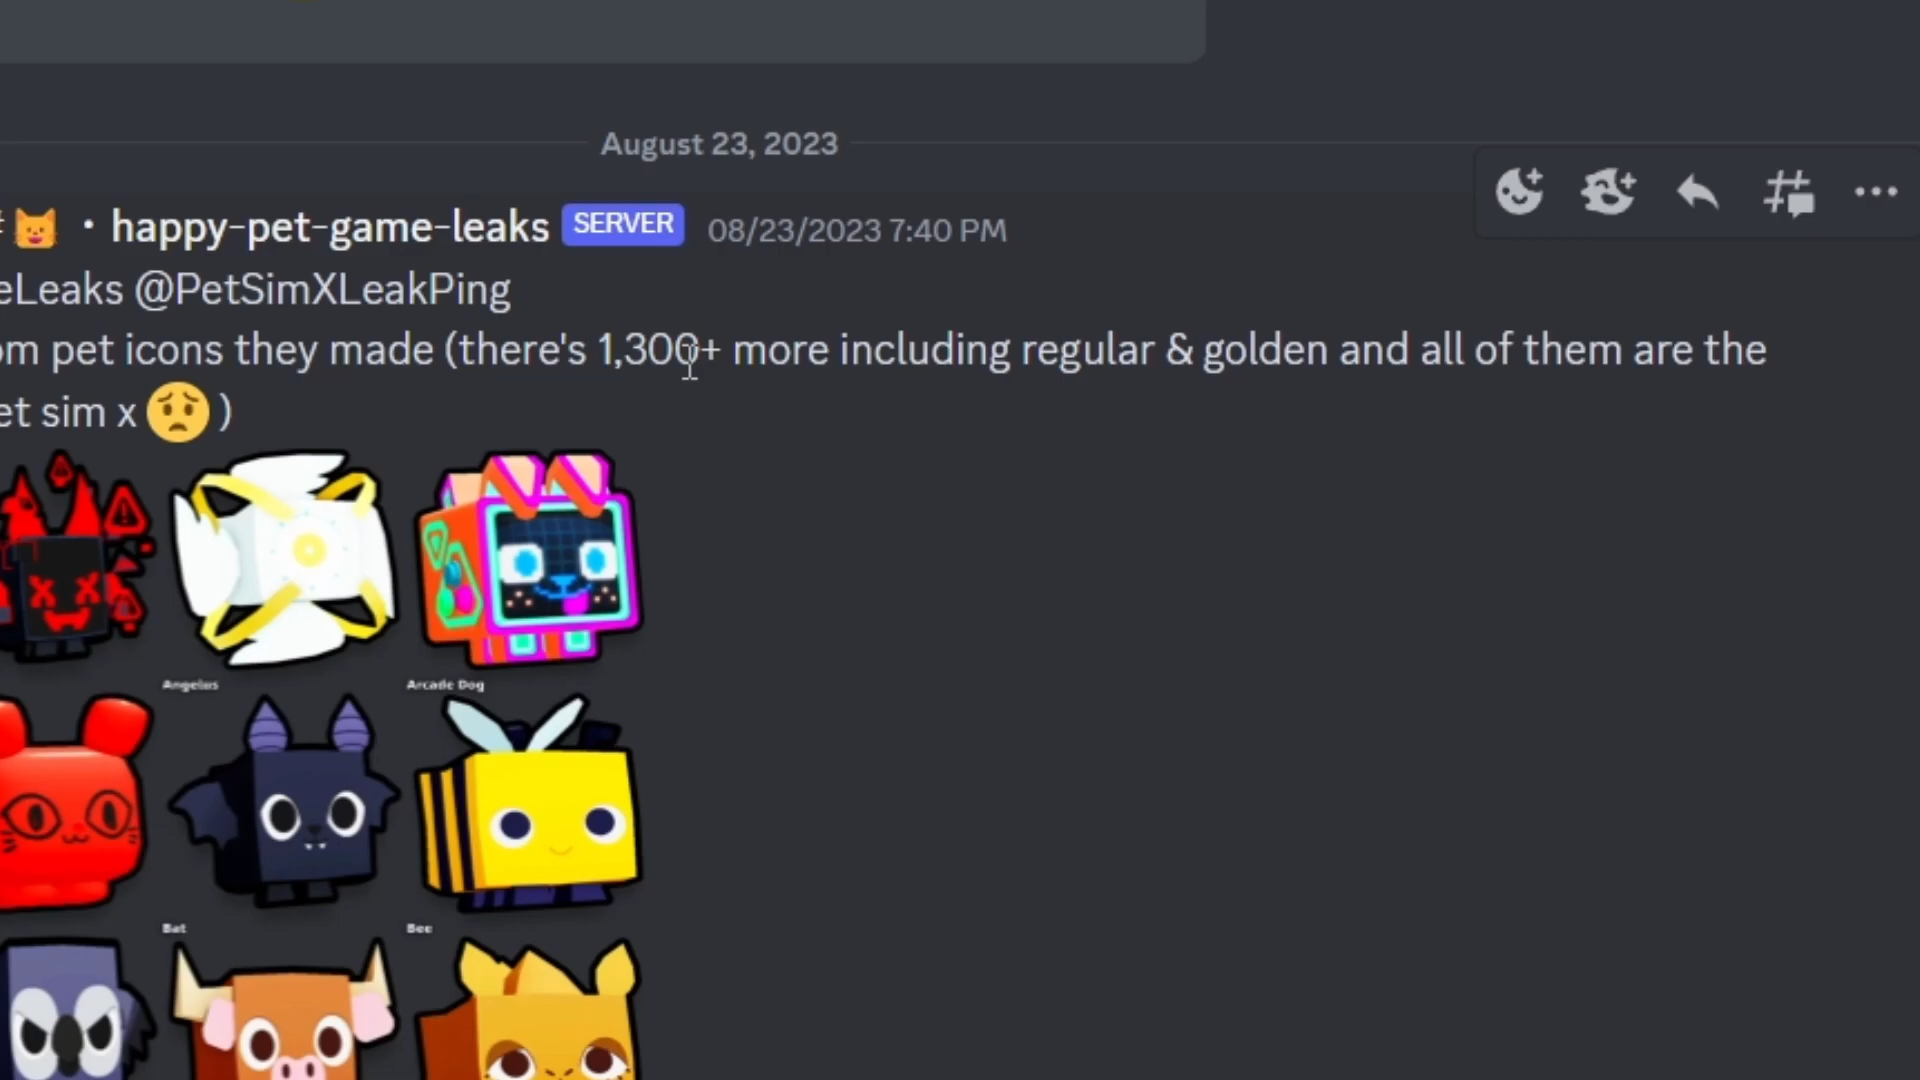 August 23, 2023
#🐱・happy-pet-game-leaks SERVER 08/23/2023 7:40 PM
eLeaks @PetSimXLeakPing
om pet icons they made (there's 1,300+ more including regular & golden and all of them are the
et sim x 😟 )
Angelus Arcade Dog
Bat Bee